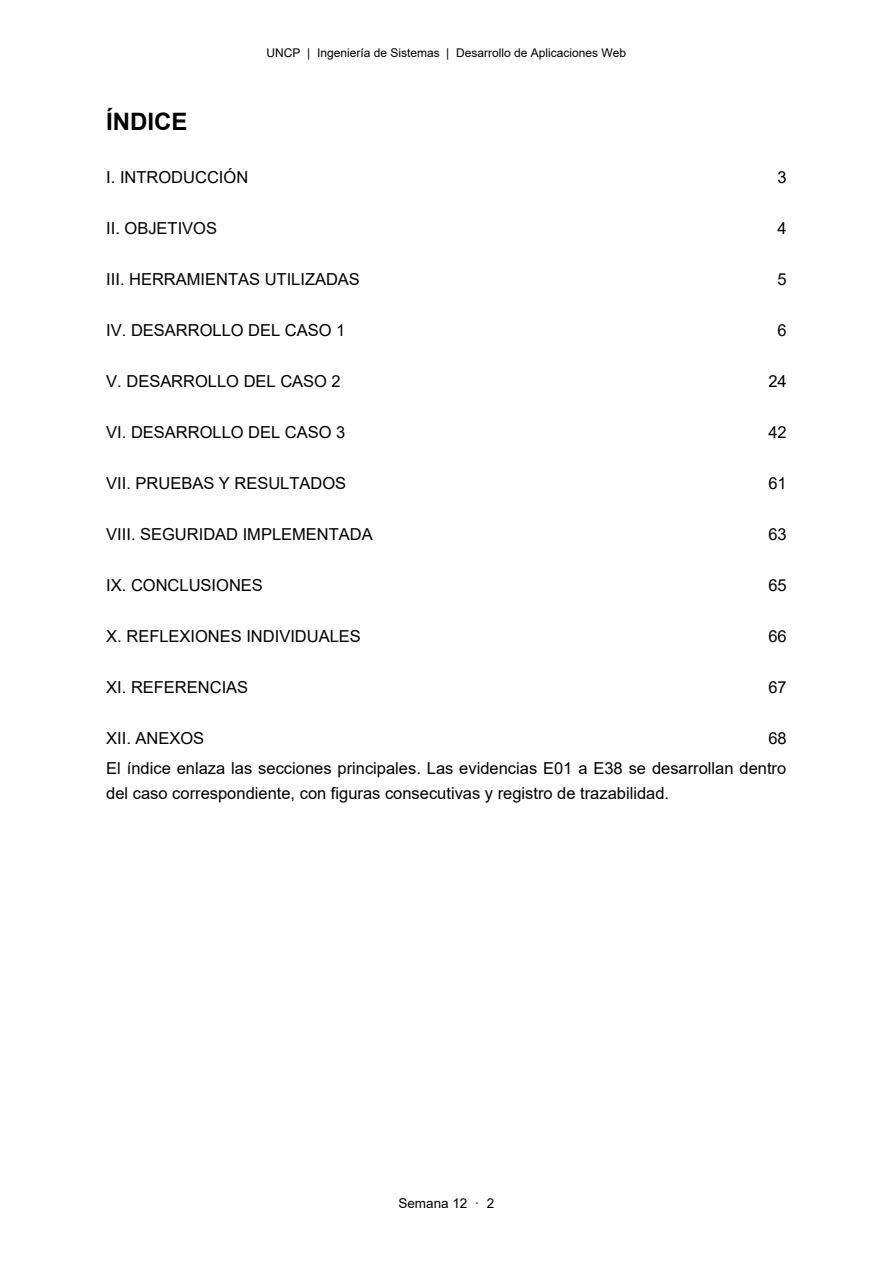 UNCP | Ingeniería de Sistemas | Desarrollo de Aplicaciones Web
ÍNDICE
I. INTRODUCCIÓN 3
II. OBJETIVOS 4
III. HERRAMIENTAS UTILIZADAS 5
IV. DESARROLLO DEL CASO 1 6
V. DESARROLLO DEL CASO 2 24
VI. DESARROLLO DEL CASO 3 42
VII. PRUEBAS Y RESULTADOS 61
VIII. SEGURIDAD IMPLEMENTADA 63
IX. CONCLUSIONES 65
X. REFLEXIONES INDIVIDUALES 66
XI. REFERENCIAS 67
XII. ANEXOS 68
El índice enlaza las secciones principales. Las evidencias E01 a E38 se desarrollan dentro
del caso correspondiente, con figuras consecutivas y registro de trazabilidad.
Semana 12 · 2